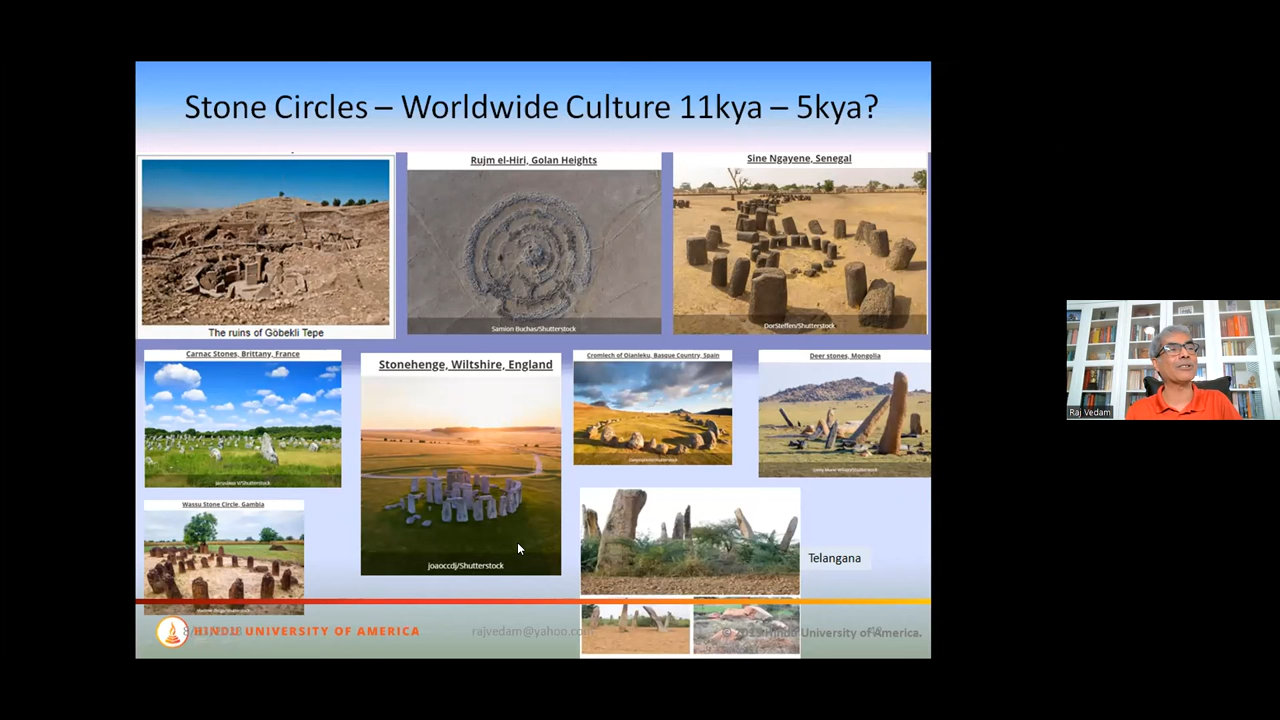 Stone Circles – Worldwide Culture 11kya – 5kya?
Rujm el-Hiri, Golan Heights
Sine Ngayene, Senegal
Samion Buchas/Shutterstock
DorSteffen/Shutterstock
The ruins of Göbekli Tepe
Carnac Stones, Brittany, France
Stonehenge, Wiltshire, England
Cromlech of Oianleku, Basque Country, Spain
Deer stones, Mongolia
joaoccdj/Shutterstock
Wassu Stone Circle, Gambia
Telangana
HINDU UNIVERSITY OF AMERICA
rajvedam@yahoo.com
Hindu University of America.
Raj Vedam